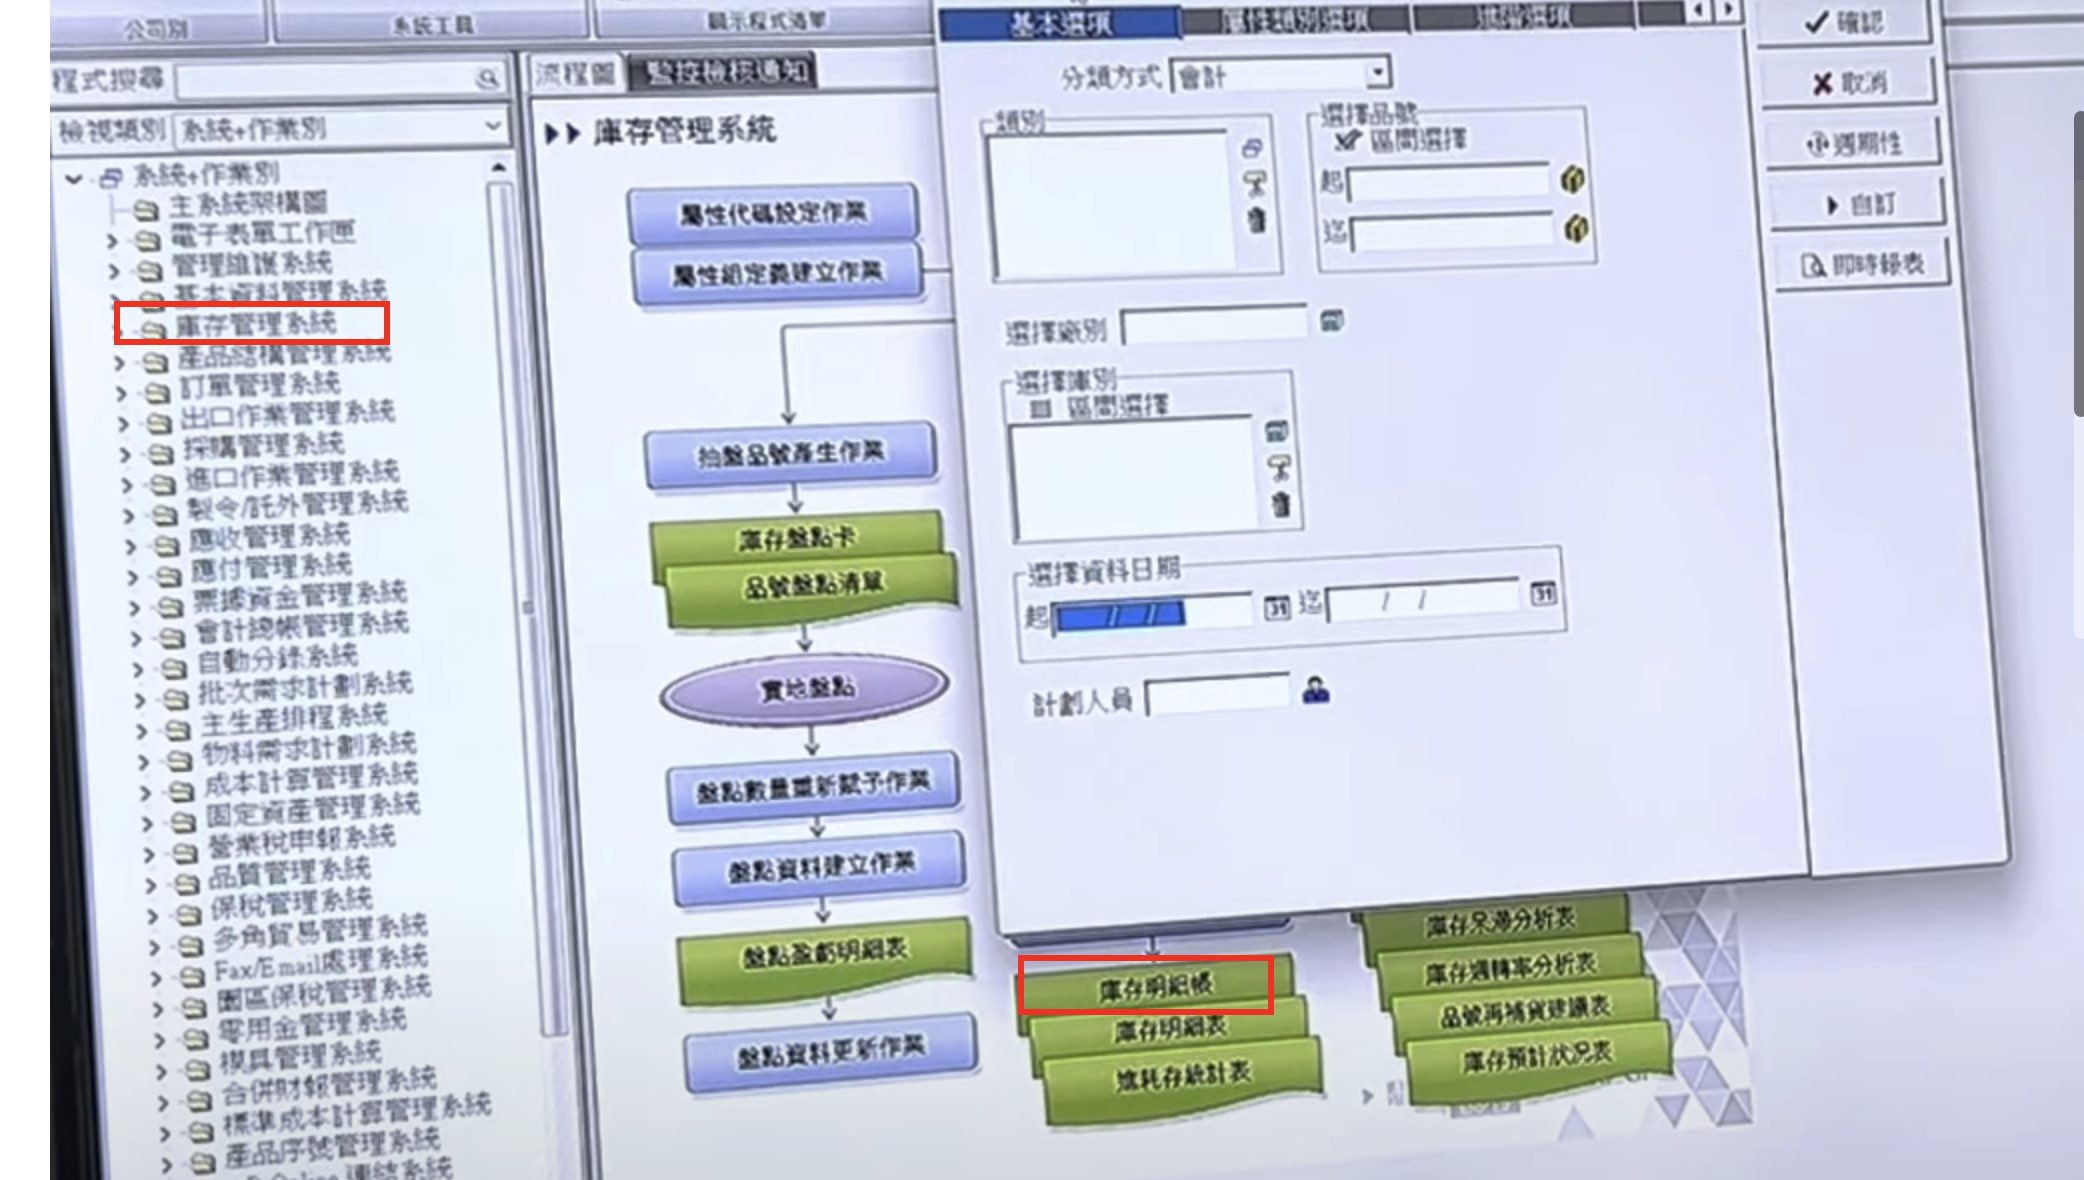 公司別
系統工具
顯示程式清單
程式搜尋
檢視類別 系統+作業別
系統+作業別
主系統架構圖
電子表單工作匣
管理維護系統
基本資料管理系統
庫存管理系統
產品結構管理系統
訂單管理系統
出口作業管理系統
採購管理系統
進口作業管理系統
製令/託外管理系統
應收管理系統
應付管理系統
票據資金管理系統
會計總帳管理系統
自動分錄系統
批次需求計劃系統
主生產排程系統
物料需求計劃系統
成本計算管理系統
固定資產管理系統
營業稅申報系統
品質管理系統
保稅管理系統
多角貿易管理系統
Fax/Email處理系統
園區保稅管理系統
零用金管理系統
模具管理系統
合併財報管理系統
標準成本計算管理系統
產品序號管理系統
流程圖
監控檢核通知
庫存管理系統
屬性代碼設定作業
屬性組定義建立作業
抽盤品號產生作業
庫存盤點卡
品號盤點清單
實地盤點
盤點數量重新賦予作業
盤點資料建立作業
盤點盈虧明細表
盤點資料更新作業
基本選項
分類方式 會計
類別
選擇品號
區間選擇
起
迄
選擇廠別
選擇庫別
區間選擇
選擇資料日期
起 / / 迄 / /
計劃人員
確認
取消
週期性
自訂
即時報表
庫存明細帳
庫存明細表
進耗存統計表
庫存呆滯分析表
庫存週轉率分析表
品號再補貨建議表
庫存預計狀況表